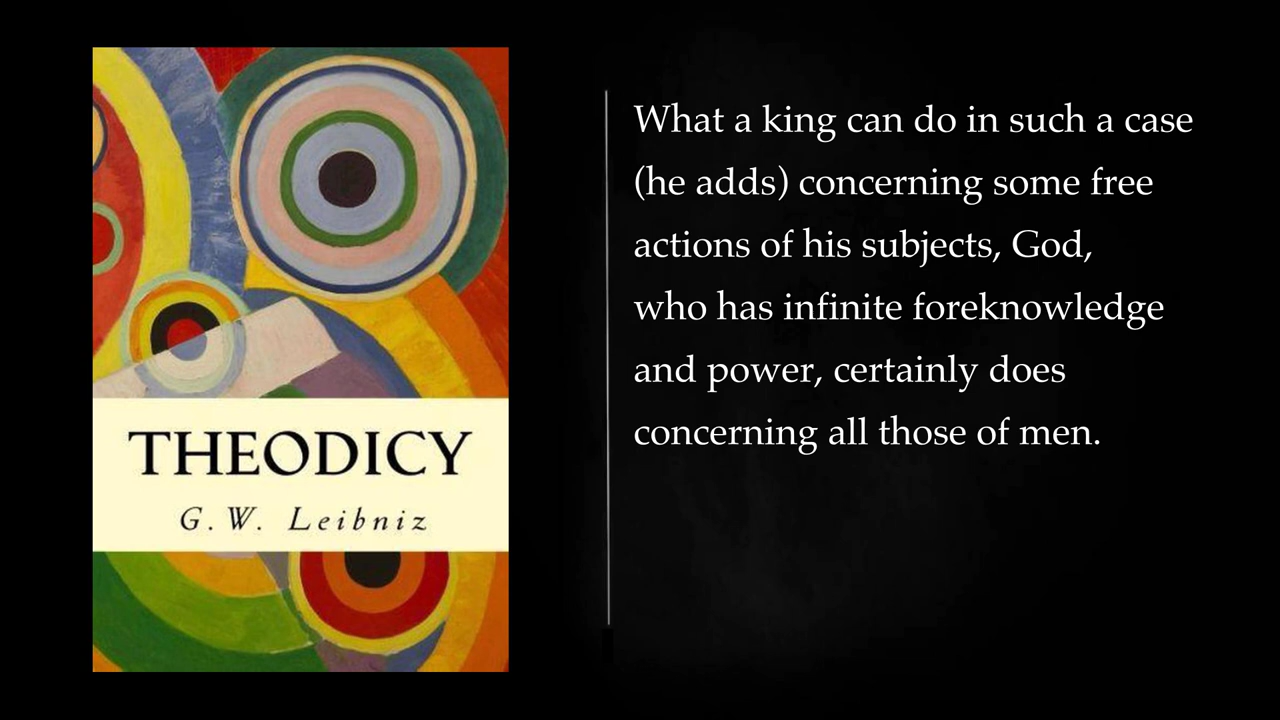 THEODICY
G. W. Leibniz
What a king can do in such a case
(he adds) concerning some free
actions of his subjects, God,
who has infinite foreknowledge
and power, certainly does
concerning all those of men.